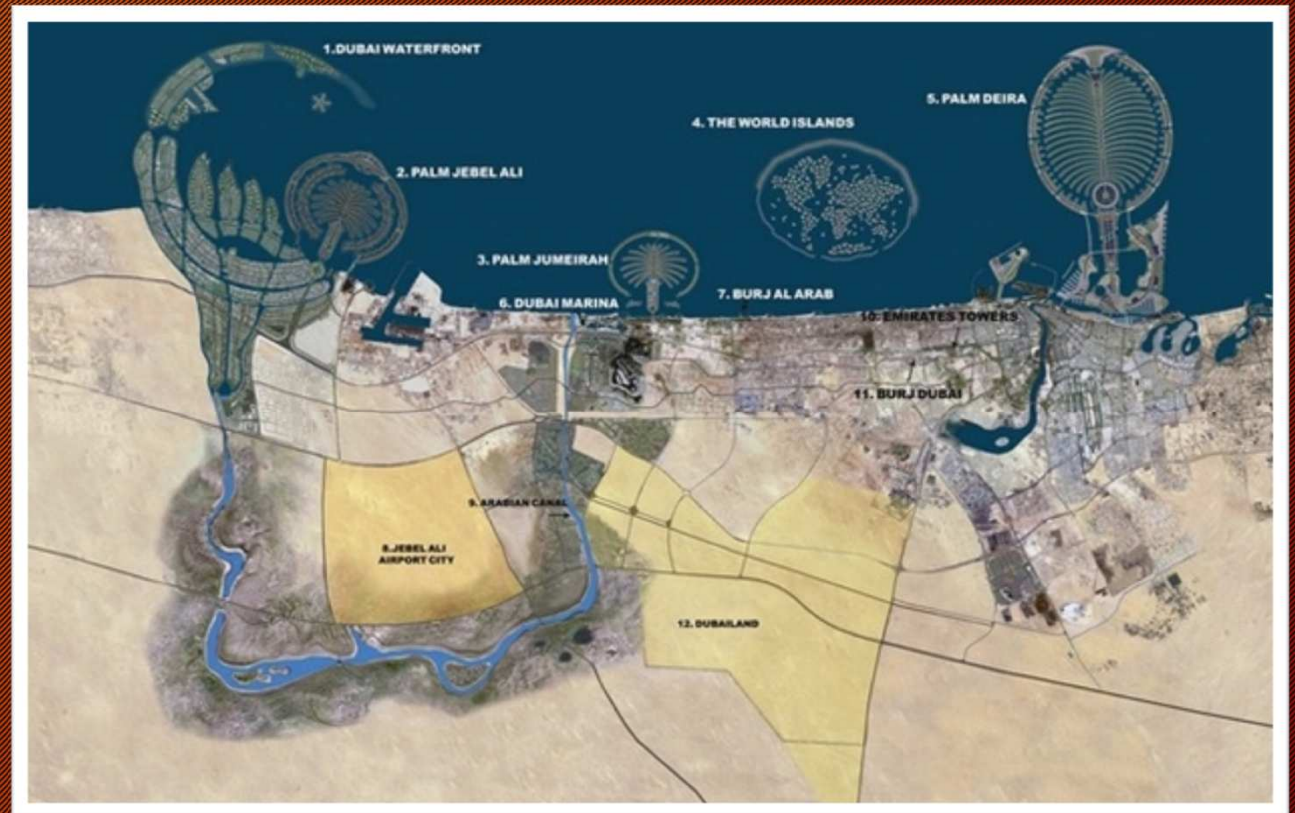 1.DUBAI WATERFRONT
2. PALM JEBEL ALI
3. PALM JUMEIRAH
4. THE WORLD ISLANDS
5. PALM DEIRA
6. DUBAI MARINA
7. BURJ AL ARAB
8.JEBEL ALI
AIRPORT CITY
9. ARABIAN CANAL
10. EMIRATES TOWERS
11. BURJ DUBAI
12. DUBAILAND